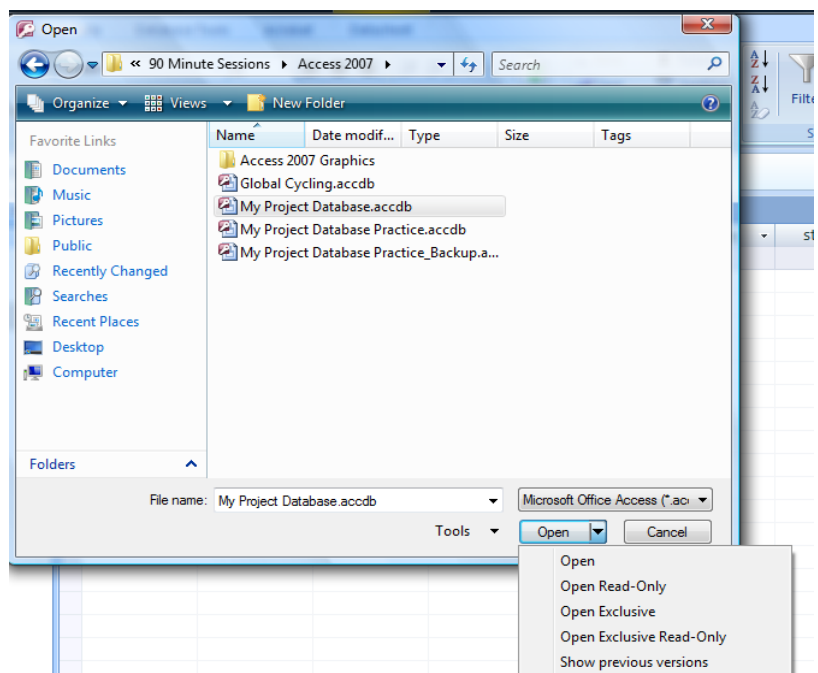 Open
« 90 Minute Sessions ▸ Access 2007 ▸
Search
Organize Views New Folder
Favorite Links
Documents
Music
Pictures
Public
Recently Changed
Searches
Recent Places
Desktop
Computer
Folders
Name Date modif... Type Size Tags
Access 2007 Graphics
Global Cycling.accdb
My Project Database.accdb
My Project Database Practice.accdb
My Project Database Practice_Backup.a...
File name: My Project Database.accdb
Microsoft Office Access (*.ac
Tools Open Cancel
Open
Open Read-Only
Open Exclusive
Open Exclusive Read-Only
Show previous versions
A
Z
Z
A
A
Z
Filte
S
st